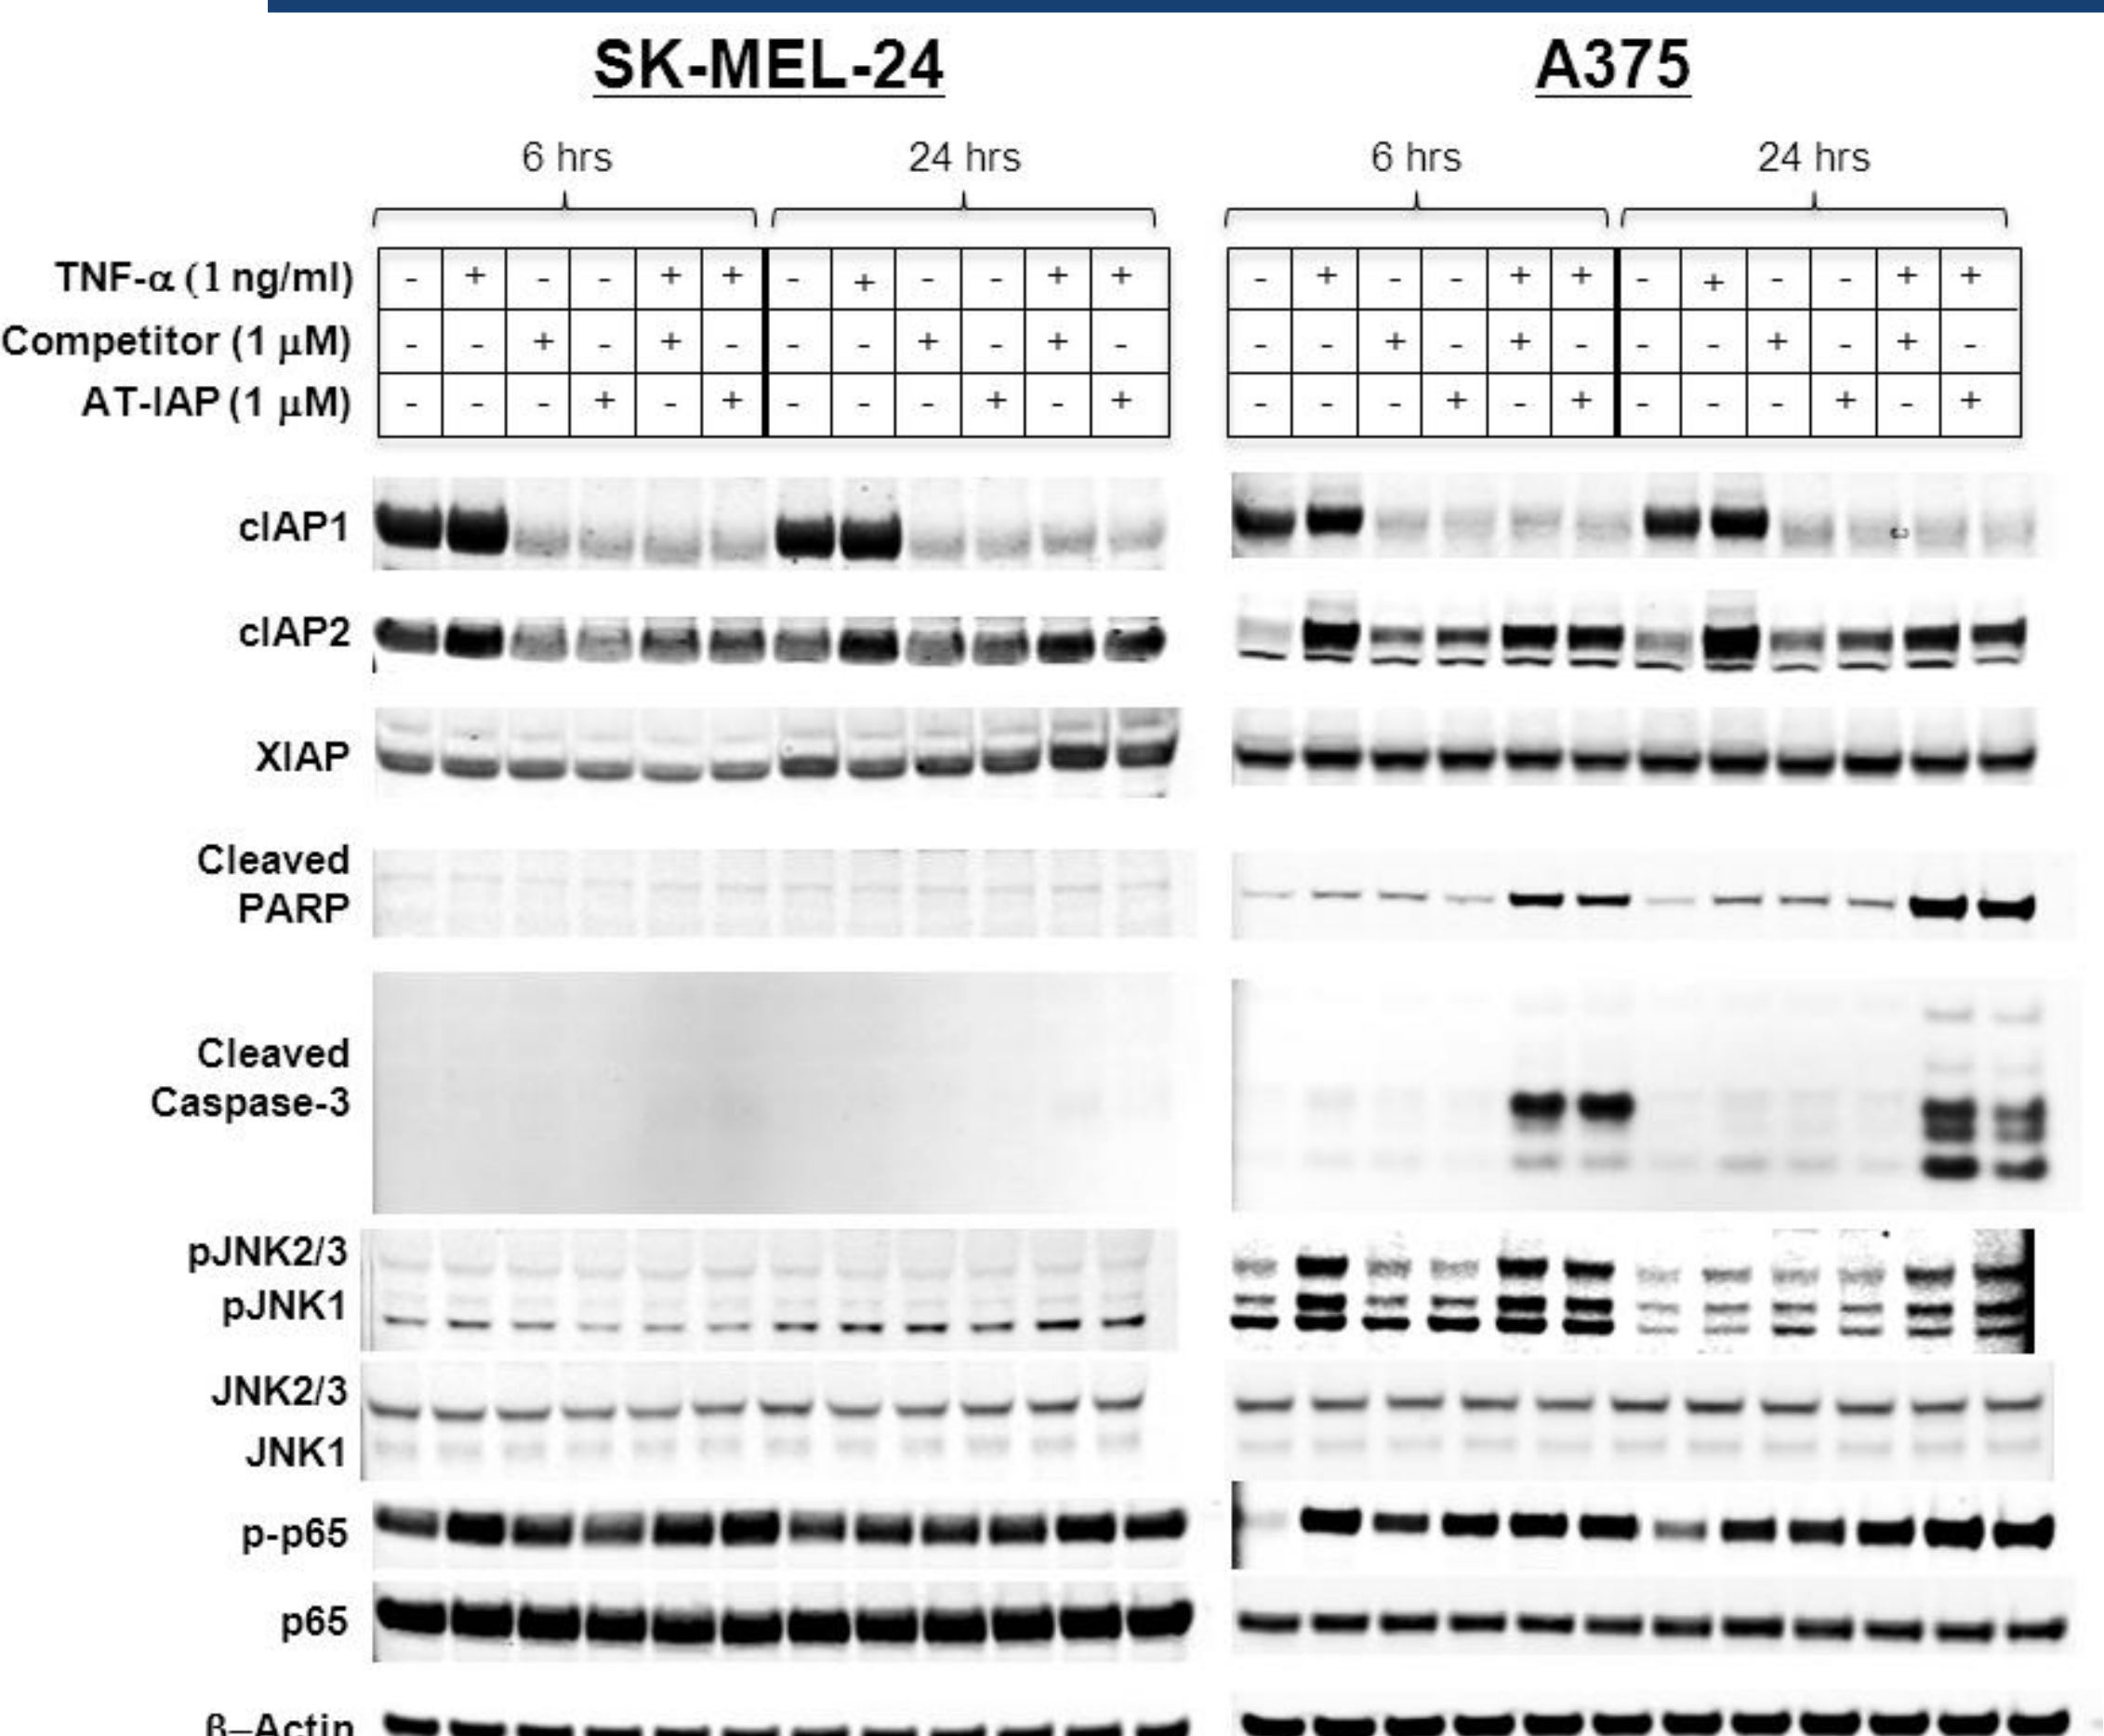 SK-MEL-24 A375
6 hrs 24 hrs 6 hrs 24 hrs
TNF-α (1 ng/ml) - + - - + + - + - - + + - + - - + + - + - - + +
Competitor (1 μM) - - + - + - - - + - + - - - + - + - - - + - + -
AT-IAP (1 μM) - - - + - + - - - + - + - - - + - + - - - + - +
cIAP1
cIAP2
XIAP
Cleaved
PARP
Cleaved
Caspase-3
pJNK2/3
pJNK1
JNK2/3
JNK1
p-p65
p65
β–Actin